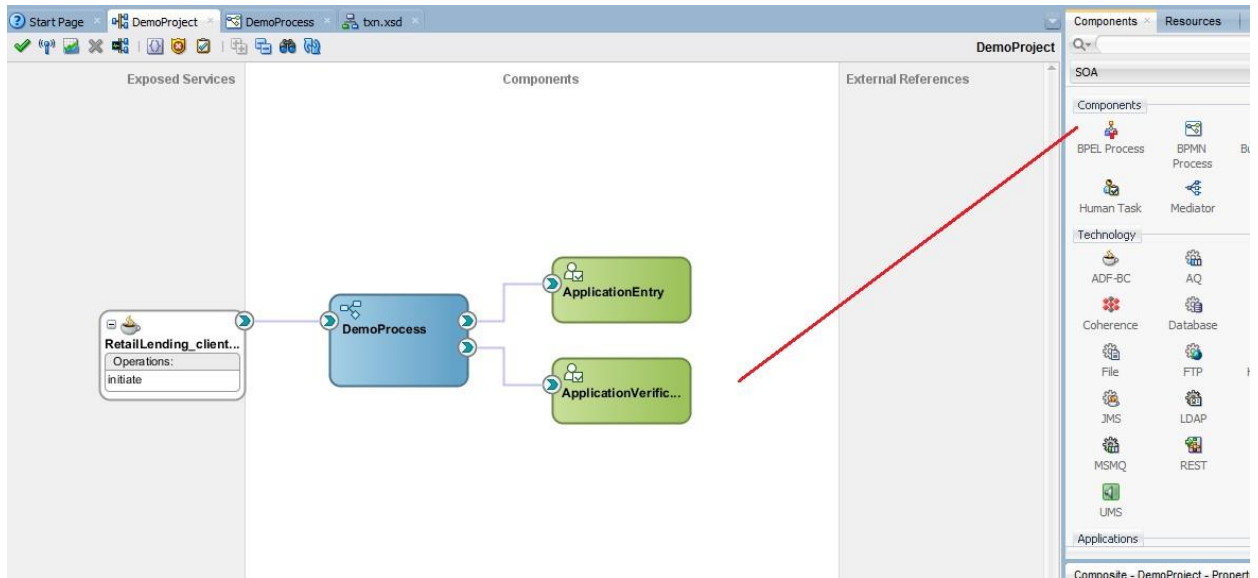 Start Page
DemoProject
DemoProcess
txn.xsd
DemoProject
Exposed Services
Components
External References
RetailLending_client...
Operations:
initiate
DemoProcess
ApplicationEntry
ApplicationVerific...
Components
Resources
SOA
Components
BPEL Process
BPMN Process
Bu
Human Task
Mediator
Technology
ADF-BC
AQ
Coherence
Database
File
FTP
H
JMS
LDAP
MSMQ
REST
UMS
Applications
Composite - DemoProject - Propert